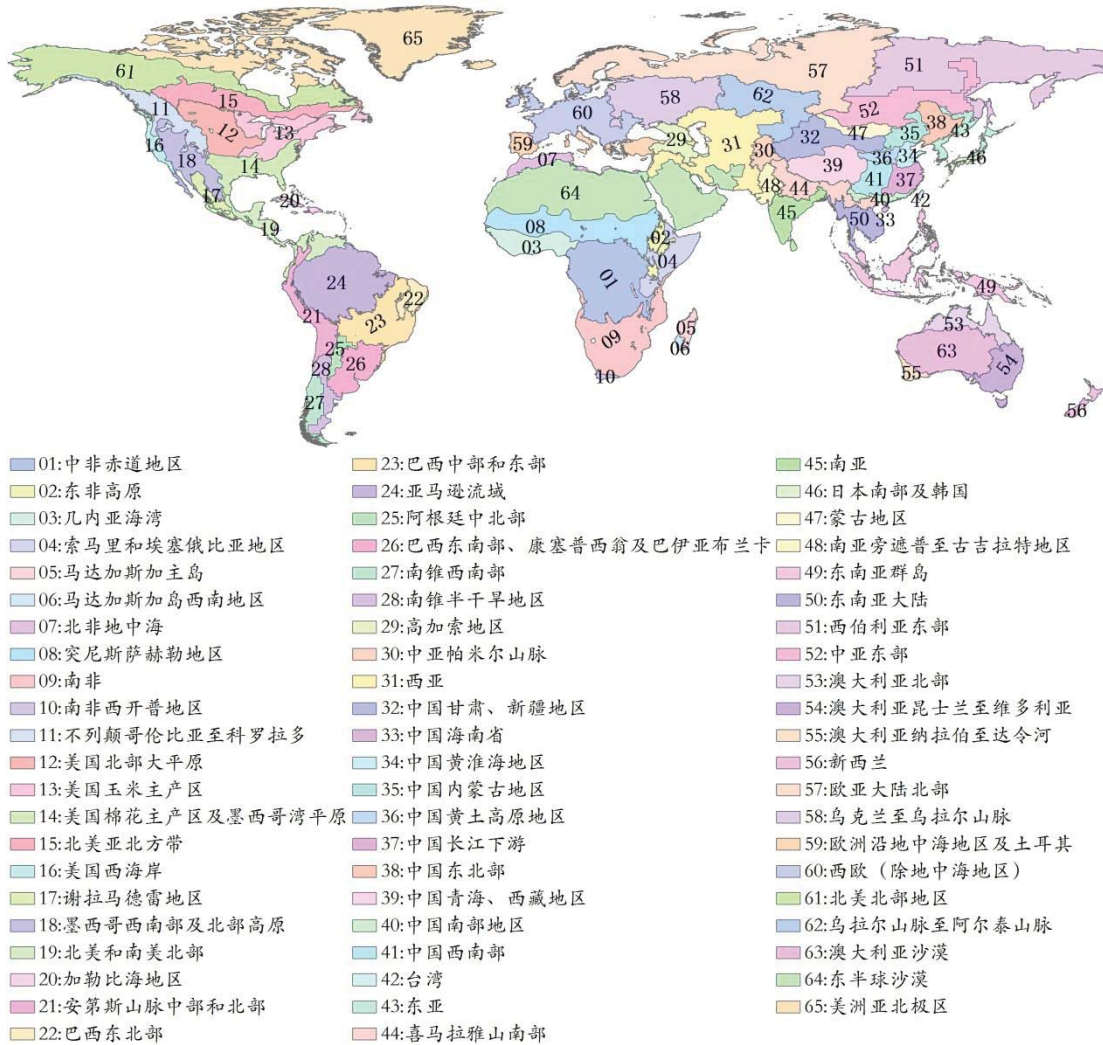 65
61
51
57
15
11
58
62
60
52
12
13
47
38
16
59
29
31
32
35
43
18
14
07
30
39
36
34
46
17
20
64
48
44
41
37
40
42
45
50
33
19
08
03
02
04
24
01
49
22
21
23
05
53
09
06
25
63
54
26
28
10
55
27
56
01:中非赤道地区
02:东非高原
03:几内亚海湾
04:索马里和埃塞俄比亚地区
05:马达加斯加主岛
06:马达加斯加岛西南地区
07:北非地中海
08:突尼斯萨赫勒地区
09:南非
10:南非西开普地区
11:不列颠哥伦比亚至科罗拉多
12:美国北部大平原
13:美国玉米主产区
14:美国棉花主产区及墨西哥湾平原
15:北美亚北方带
16:美国西海岸
17:谢拉马德雷地区
18:墨西哥西南部及北部高原
19:北美和南美北部
20:加勒比海地区
21:安第斯山脉中部和北部
22:巴西东北部
23:巴西中部和东部
24:亚马逊流域
25:阿根廷中北部
26:巴西东南部、康塞普西翁及巴伊亚布兰卡
27:南锥西南部
28:南锥半干旱地区
29:高加索地区
30:中亚帕米尔山脉
31:西亚
32:中国甘肃、新疆地区
33:中国海南省
34:中国黄淮海地区
35:中国内蒙古地区
36:中国黄土高原地区
37:中国长江下游
38:中国东北部
39:中国青海、西藏地区
40:中国南部地区
41:中国西南部
42:台湾
43:东亚
44:喜马拉雅山南部
45:南亚
46:日本南部及韩国
47:蒙古地区
48:南亚旁遮普至古吉拉特地区
49:东南亚群岛
50:东南亚大陆
51:西伯利亚东部
52:中亚东部
53:澳大利亚北部
54:澳大利亚昆士兰至维多利亚
55:澳大利亚纳拉伯至达令河
56:新西兰
57:欧亚大陆北部
58:乌克兰至乌拉尔山脉
59:欧洲沿地中海地区及土耳其
60:西欧（除地中海地区）
61:北美北部地区
62:乌拉尔山脉至阿尔泰山脉
63:澳大利亚沙漠
64:东半球沙漠
65:美洲亚北极区